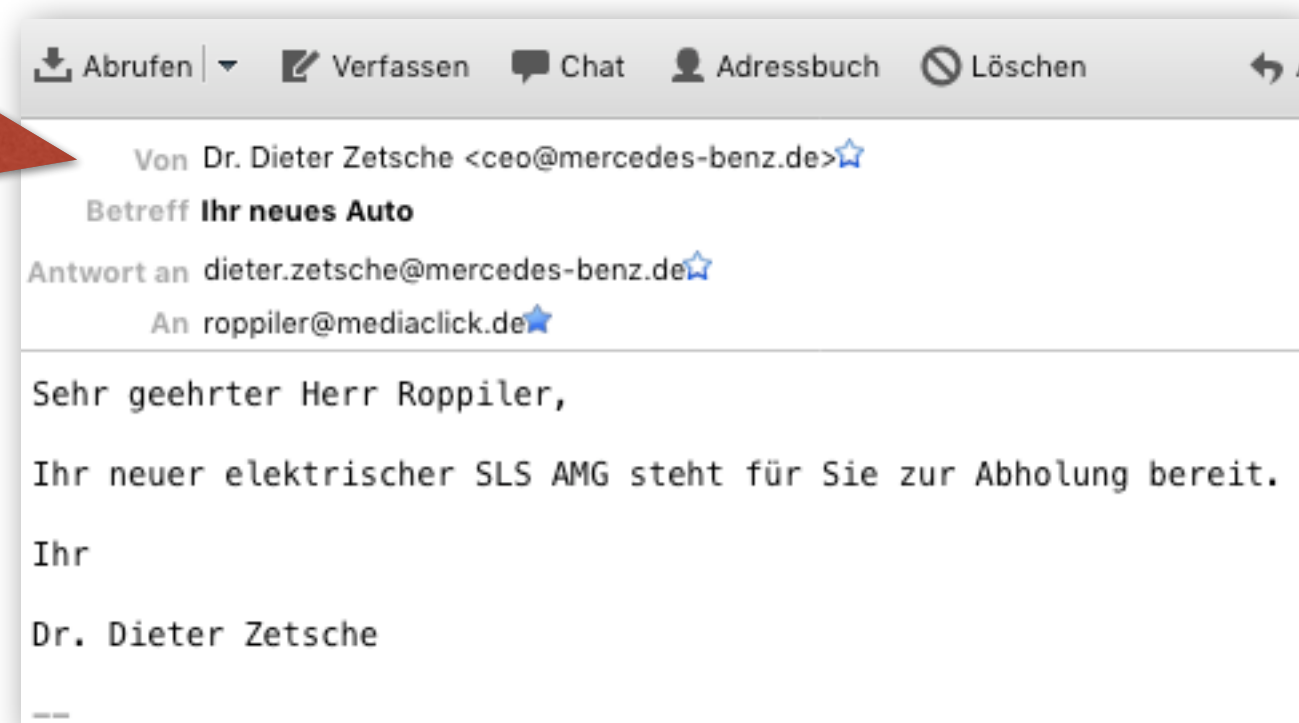 Abrufen Verfassen Chat Adressbuch Löschen
Von Dr. Dieter Zetsche <ceo@mercedes-benz.de>
Betreff Ihr neues Auto
Antwort an dieter.zetsche@mercedes-benz.de
An roppiler@mediaclick.de
Sehr geehrter Herr Roppiler,
Ihr neuer elektrischer SLS AMG steht für Sie zur Abholung bereit.
Ihr
Dr. Dieter Zetsche
--